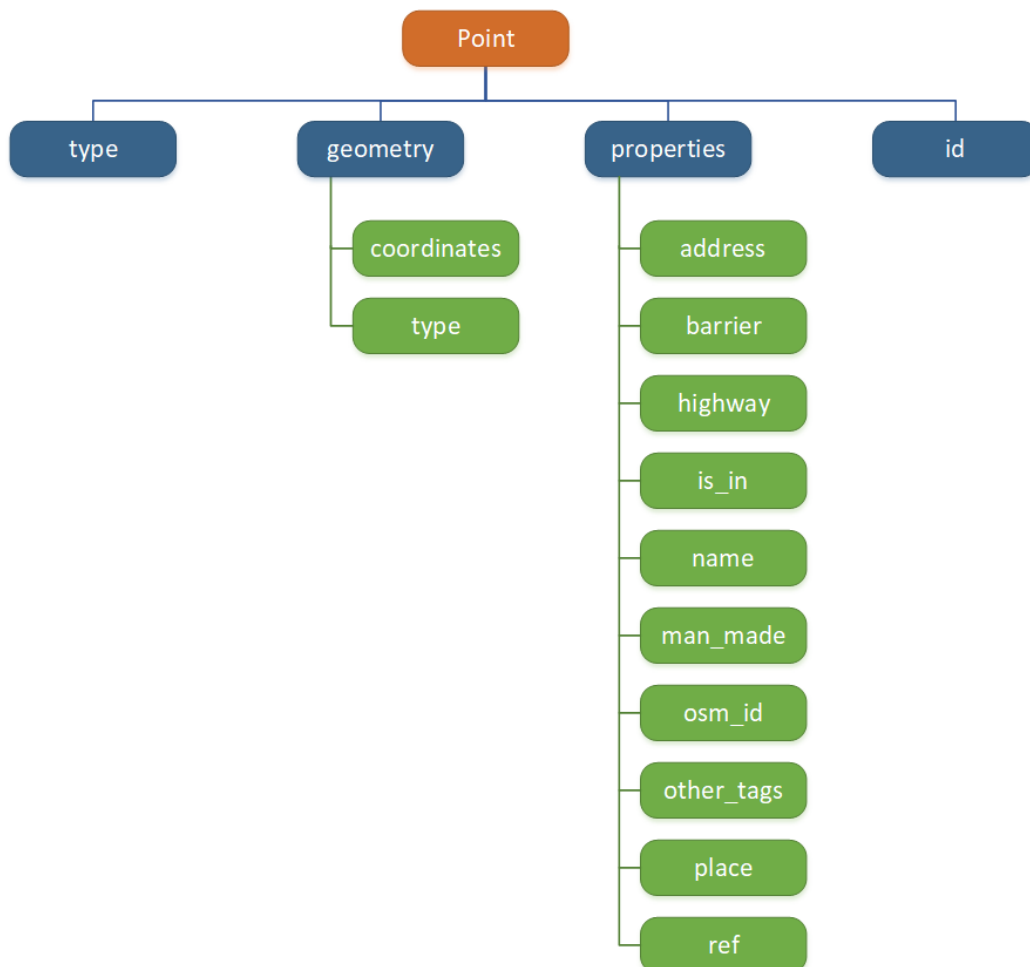 Point
type
geometry
properties
id
coordinates
type
address
barrier
highway
is_in
name
man_made
osm_id
other_tags
place
ref